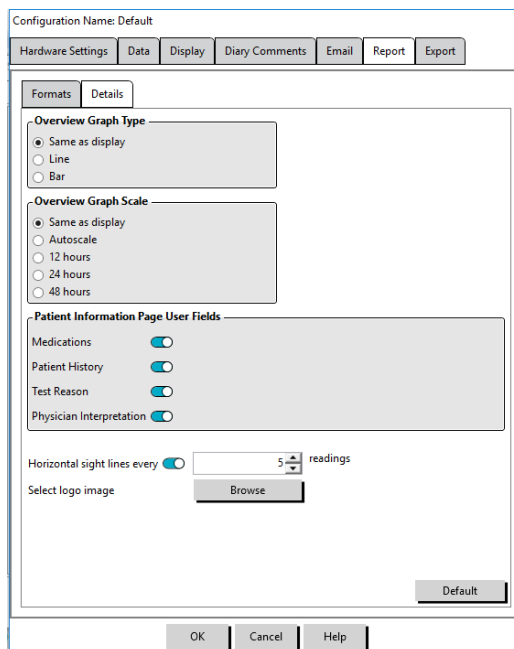 Configuration Name: Default
Hardware Settings Data Display Diary Comments Email Report Export
Formats Details
Overview Graph Type
Same as display
Line
Bar
Overview Graph Scale
Same as display
Autoscale
12 hours
24 hours
48 hours
Patient Information Page User Fields
Medications
Patient History
Test Reason
Physician Interpretation
Horizontal sight lines every 5 readings
Select logo image Browse
Default
OK Cancel Help